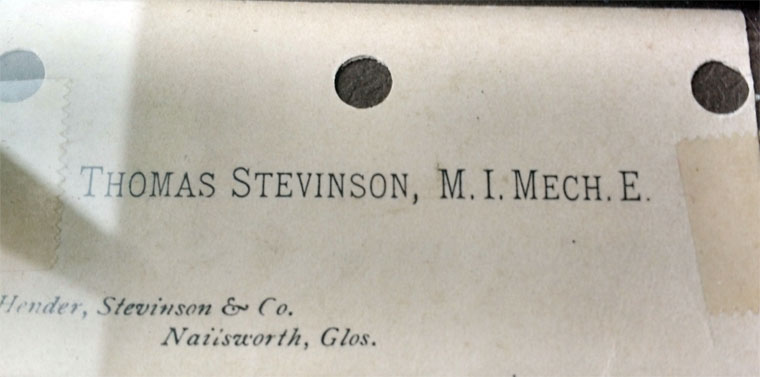 THOMAS STEVINSON, M.I.MECH.E.
Hender, Stevinson & Co.
Nailsworth, Glos.